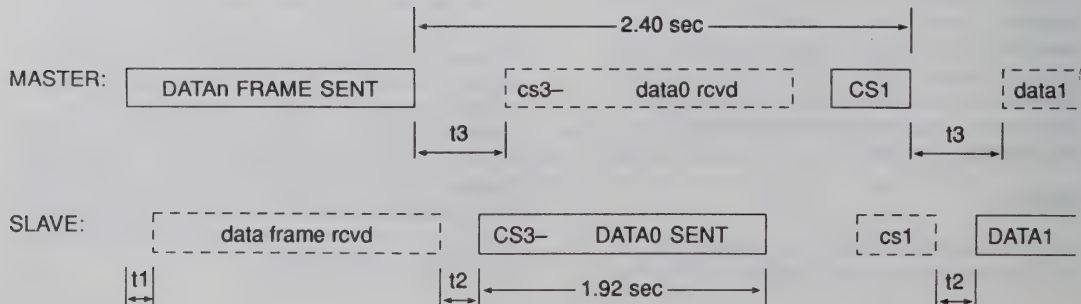 2.40 sec
MASTER: DATAn FRAME SENT cs3– data0 rcvd CS1 data1
t3 t3
SLAVE: data frame rcvd CS3– DATA0 SENT cs1 DATA1
t1 t2 1.92 sec t2